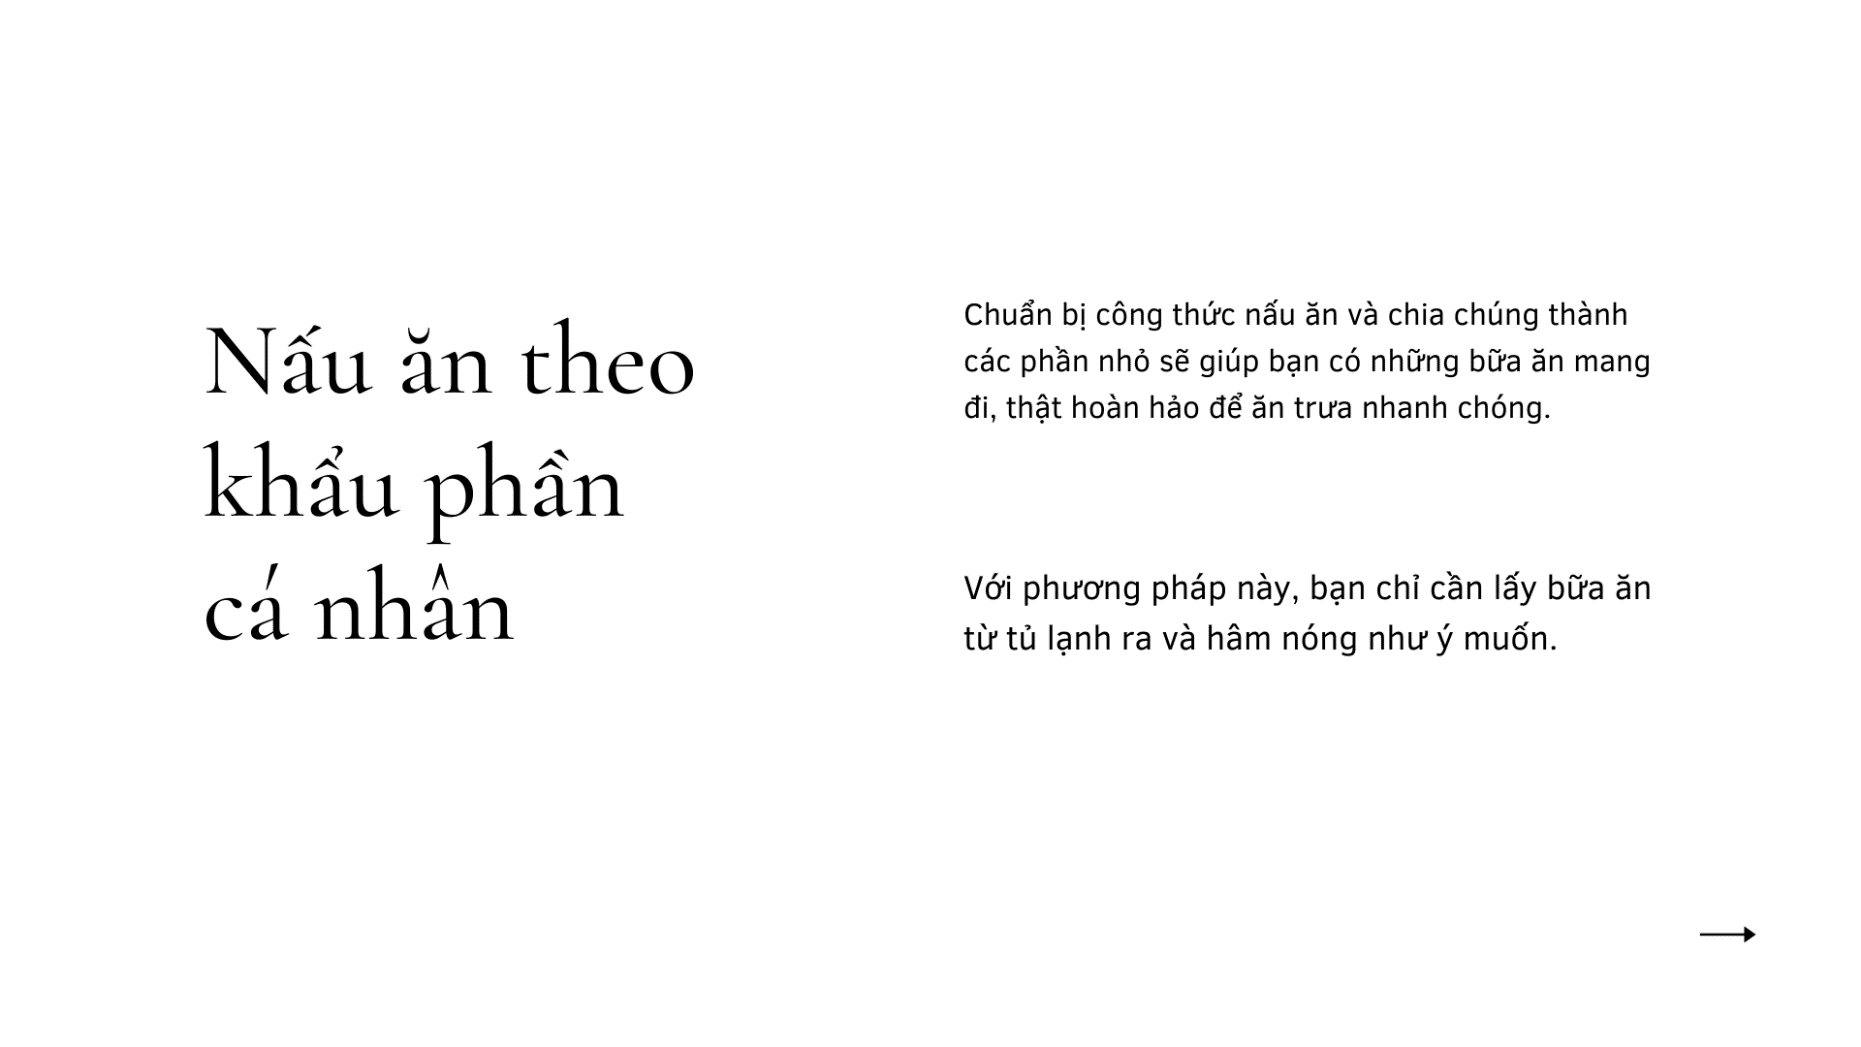 Nấu ăn theo
khẩu phần
cá nhân
Chuẩn bị công thức nấu ăn và chia chúng thành
các phần nhỏ sẽ giúp bạn có những bữa ăn mang
đi, thật hoàn hảo để ăn trưa nhanh chóng.
Với phương pháp này, bạn chỉ cần lấy bữa ăn
từ tủ lạnh ra và hâm nóng như ý muốn.